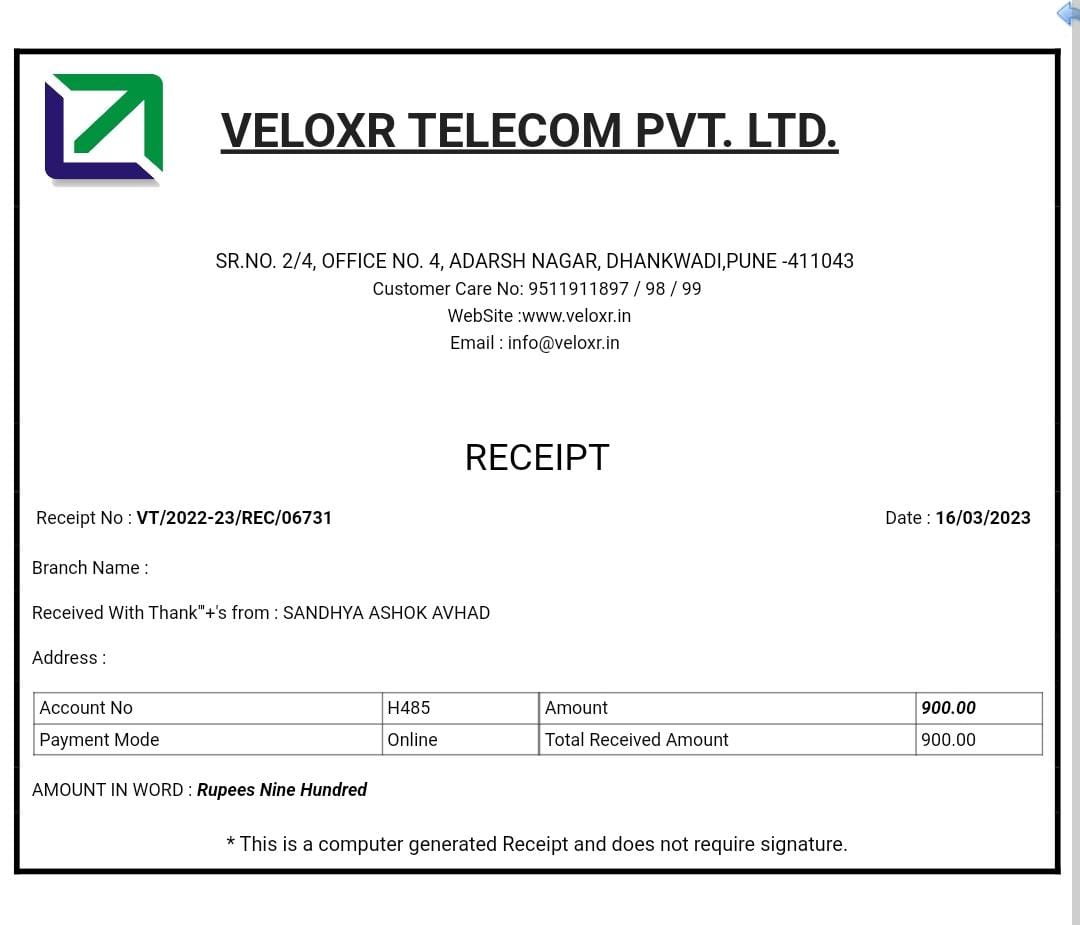 VELOXR TELECOM PVT. LTD.
SR.NO. 2/4, OFFICE NO. 4, ADARSH NAGAR, DHANKWADI,PUNE -411043
Customer Care No: 9511911897 / 98 / 99
WebSite :www.veloxr.in
Email : info@veloxr.in
RECEIPT
Receipt No : VT/2022-23/REC/06731 Date : 16/03/2023
Branch Name :
Received With Thank"'+'s from : SANDHYA ASHOK AVHAD
Address :
Account No H485 Amount 900.00
Payment Mode Online Total Received Amount 900.00
AMOUNT IN WORD : Rupees Nine Hundred
* This is a computer generated Receipt and does not require signature.